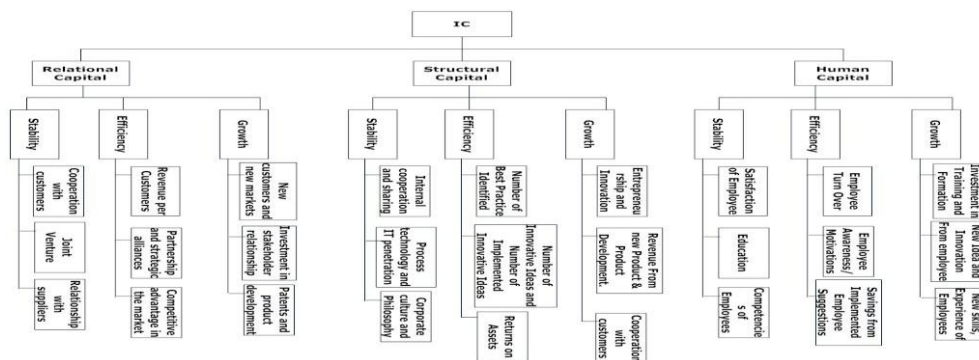 IC
Relational
Capital
Structural
Capital
Human
Capital
Stability
Efficiency
Growth
Stability
Efficiency
Growth
Stability
Efficiency
Growth
Cooperation
with
customers
Revenue per
Customers
New
customers and
new markets
Internal
cooperation
and sharing
Number of
Best Practice
Identified
Entrepreneu
rship and
Innovation
Satisfaction
of Employee
Employee
Turn Over
Investment in
Training and
Formation
Joint
Venture
Partnership
and strategic
alliances
Investment in
stakeholder
relationship
Process
technology and
IT penetration
Number of
Innovative Ideas and
Number of
Implemented
Innovative Ideas
Revenue From
new Product &
Product
Development.
Education
Employee
Awareness/
Motivations
New Idea and
Innovation
From employee
Relationship
with
suppliers
Competitive
advantage in
the market
Patents and
product
development
Corporate
culture and
Philosophy
Returns on
Assets
Cooperation
with
customers
Competencie
s of
Employees
Savings from
Implemented
Employee
Suggestions
New skills,
Experience of
Employees